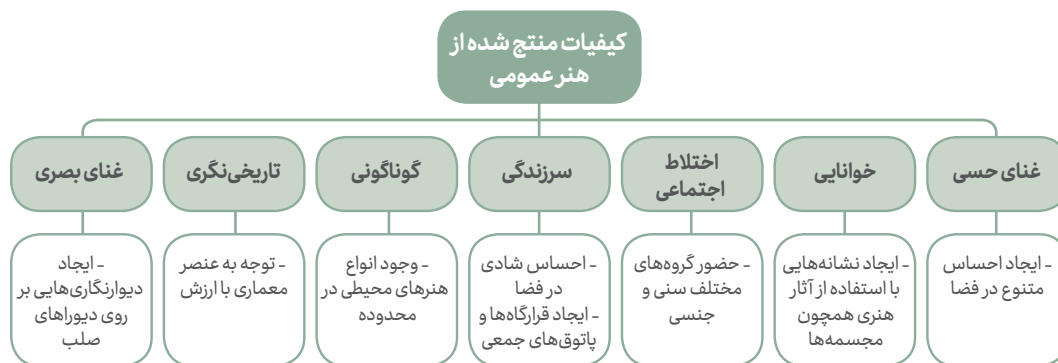 کیفیات منتج شده از
هنر عمومی
غنای حسی
خوانایی
اختلاط
اجتماعی
سرزندگی
گوناگونی
تاریخی‌نگری
غنای بصری
- ایجاد احساس
متنوع در فضا
- ایجاد نشانه‌هایی
با استفاده از آثار
هنری همچون
مجسمه‌ها
- حضور گروه‌های
مختلف سنی و
جنسی
- احساس شادی
در فضا
- ایجاد قرارگاه‌ها و
پاتوق‌های جمعی
- وجود انواع
هنرهای محیطی در
محدوده
- توجه به عنصر
معماری با ارزش
- ایجاد
دیوارنگاری‌هایی بر
روی دیوراهای
صلب